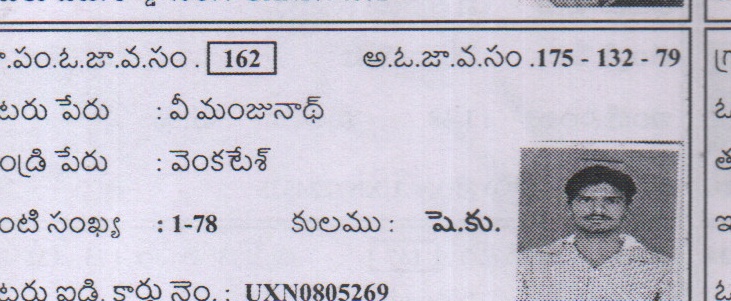 .పం.ఓ.జా.వ.సం. 162 అ.ఓ.జా.వ.సం .175 - 132 - 79
టరు పేరు : వీ మంజునాథ్
డ్రి పేరు : వెంకటేశ్
ంటి సంఖ్య : 1-78 కులము : షె.కు.
టరు ఐడి. కార్డు నెం. : UXN0805269